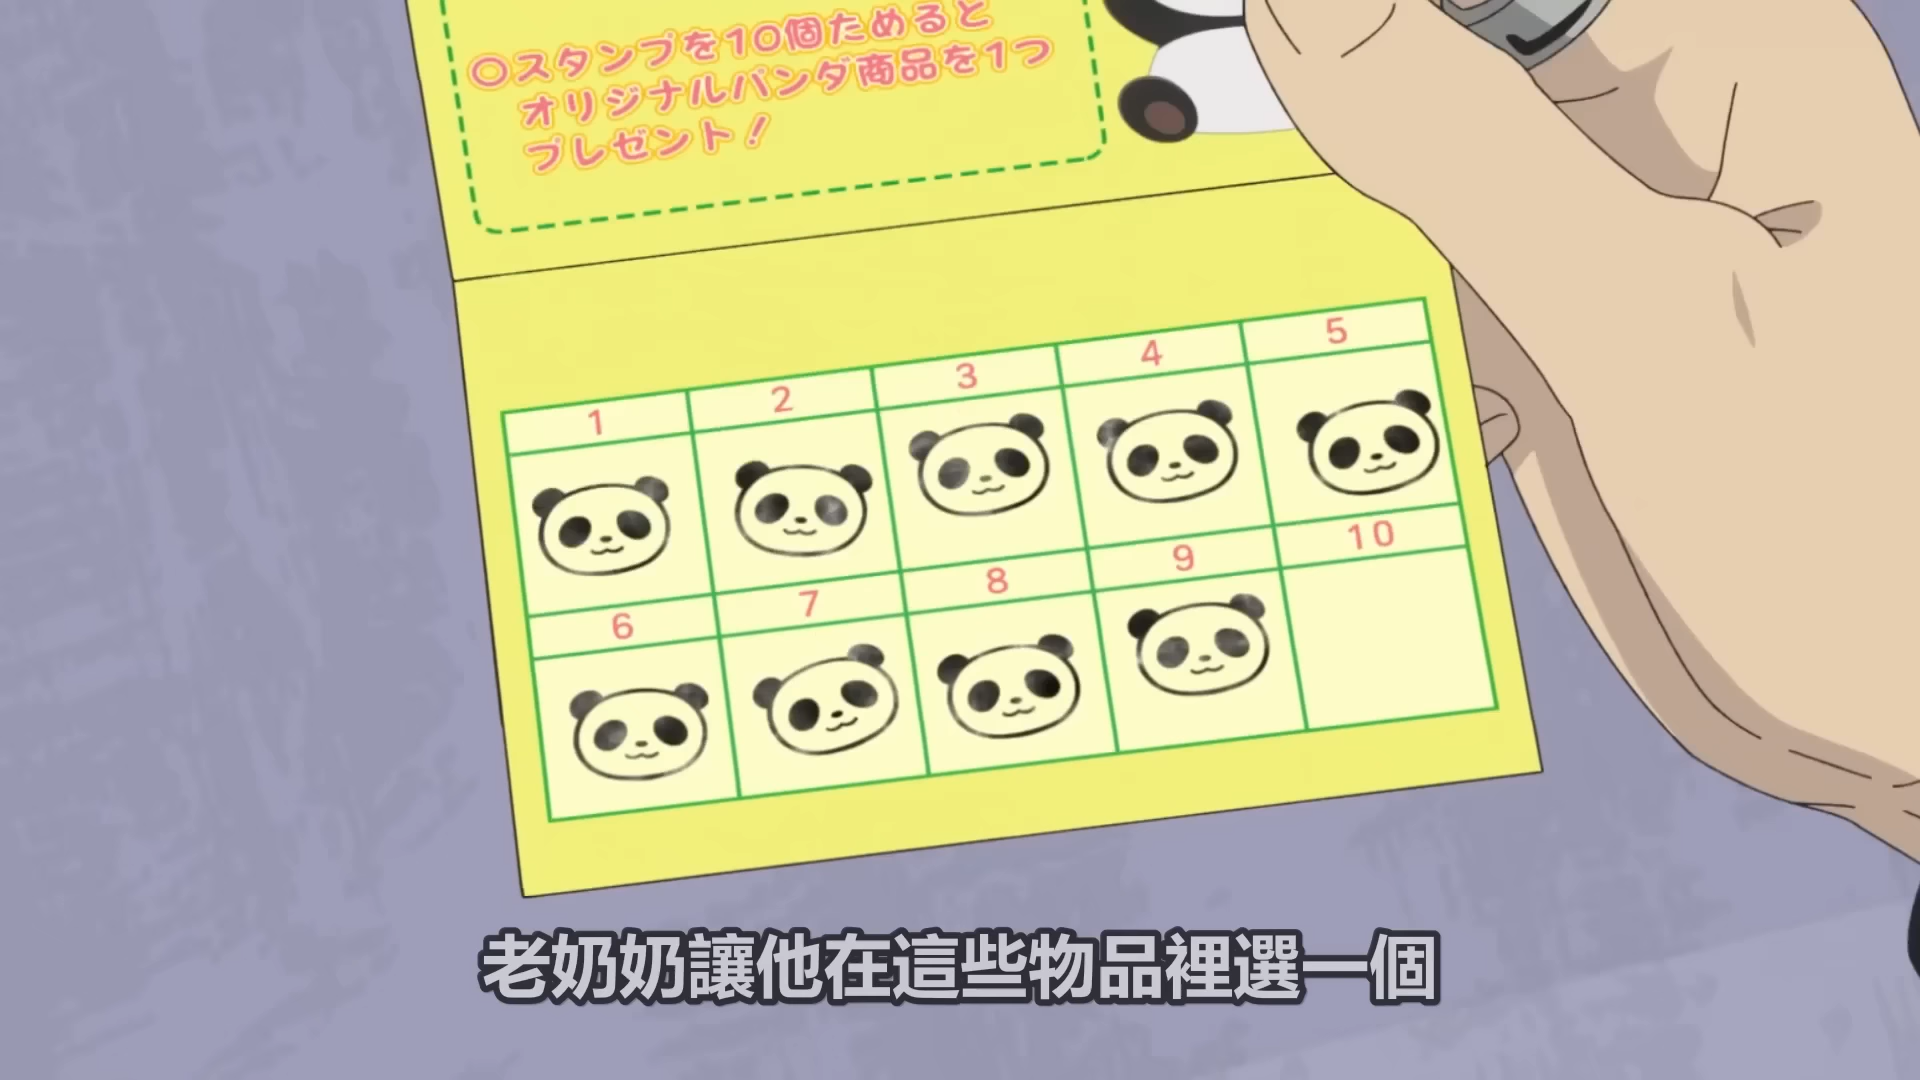 ○スタンプを10個ためると
オリジナルパンダ商品を1つ
プレゼント！
1 2 3 4 5
6 7 8 9 10
老奶奶讓他在這些物品裡選一個